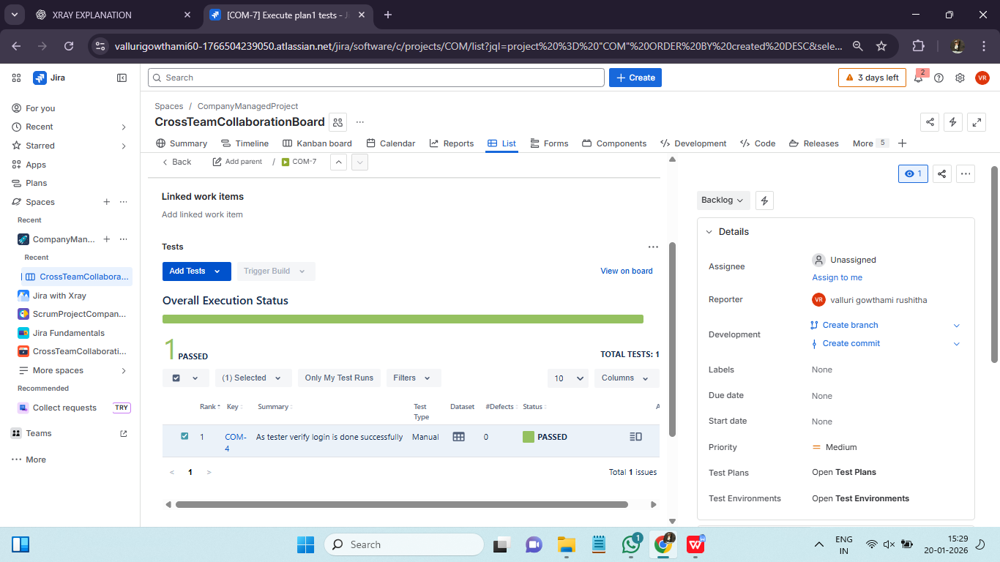 XRAY EXPLANATION
[COM-7] Execute plan1 tests - J
vallurigowthami60-1766504239050.atlassian.net/jira/software/c/projects/COM/list?jql=project%20%3D%20"COM"%20ORDER%20BY%20created%20DESC&sele...
Jira
Search
Create
3 days left
2
VR
For you
Recent
Starred
Apps
Plans
Spaces
Recent
CompanyMan...
Recent
CrossTeamCollabora...
Jira with Xray
ScrumProjectCompan...
Jira Fundamentals
CrossTeamCollaborati...
More spaces
Recommended
Collect requests TRY
Teams
More
Spaces / CompanyManagedProject
CrossTeamCollaborationBoard
Summary Timeline Kanban board Calendar Reports List Forms Components Development Code Releases More 5
Back Add parent / COM-7
Linked work items
Add linked work item
Tests
Add Tests Trigger Build View on board
Overall Execution Status
1 PASSED TOTAL TESTS: 1
(1) Selected Only My Test Runs Filters 10 Columns
Rank Key Summary Test Type Dataset #Defects Status A
1 COM-4 As tester verify login is done successfully Manual 0 PASSED
< 1 > Total 1 issues
1
Backlog
Details
Assignee Unassigned
Assign to me
Reporter VR valluri gowthami rushitha
Development Create branch
Create commit
Labels None
Due date None
Start date None
Priority Medium
Test Plans Open Test Plans
Test Environments Open Test Environments
Search
1
ENG
IN
15:29
20-01-2026